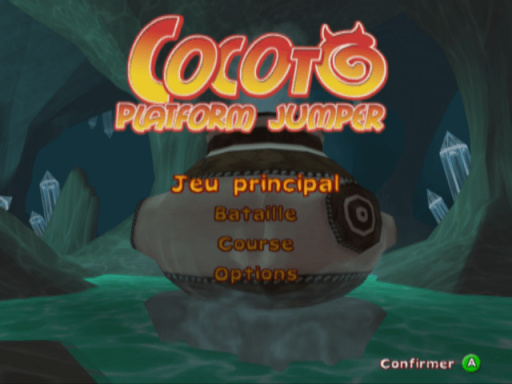 COCOTO
PLATFORM JUMPER
Jeu principal
Bataille
Course
Options
Confirmer A